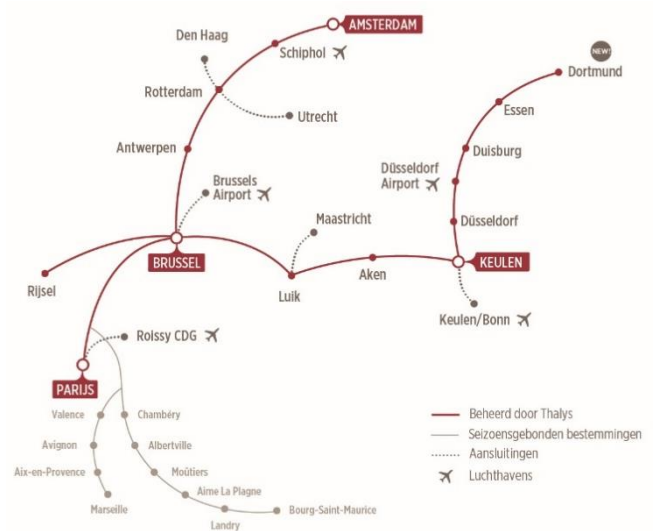 AMSTERDAM
Den Haag
Schiphol
NEW!
Dortmund
Rotterdam
Essen
Utrecht
Antwerpen
Duisburg
Düsseldorf
Airport
Brussels
Airport
Maastricht
Düsseldorf
BRUSSEL
KEULEN
Rijsel
Luik
Aken
Keulen/Bonn
Roissy CDG
PARIJS
Valence
Chambéry
Avignon
Albertville
Aix-en-Provence
Moûtiers
Marseille
Aime La Plagne
Landry
Bourg-Saint-Maurice
Beheerd door Thalys
Seizoensgebonden bestemmingen
Aansluitingen
Luchthavens